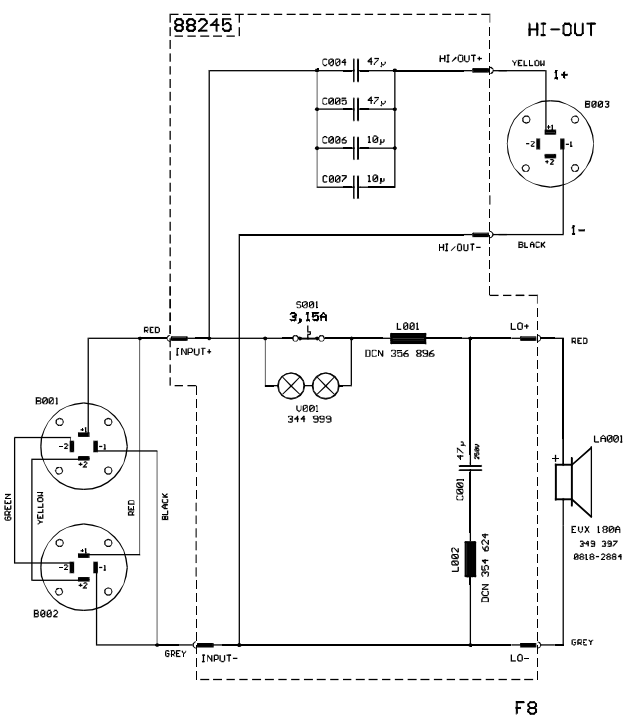 88245
HI-OUT
C004 47µ
HI/OUT+
YELLOW
I+
C005 47µ
B003
C006 10µ
+1
-2 -1
+2
C007 10µ
I-
HI/OUT-
BLACK
S001
3,15A
RED
L001
LO+
RED
INPUT+
DCN 356 896
V001
344 999
B001
+1
-2 -1
+2
47µ 250V
C001
LA001
+
GREEN
YELLOW
RED
BLACK
EVX 180A
349 397
0818-2884
L002
DCN 354 624
+1
-2 -1
+2
B002
GREY
INPUT-
LO-
GREY
F8